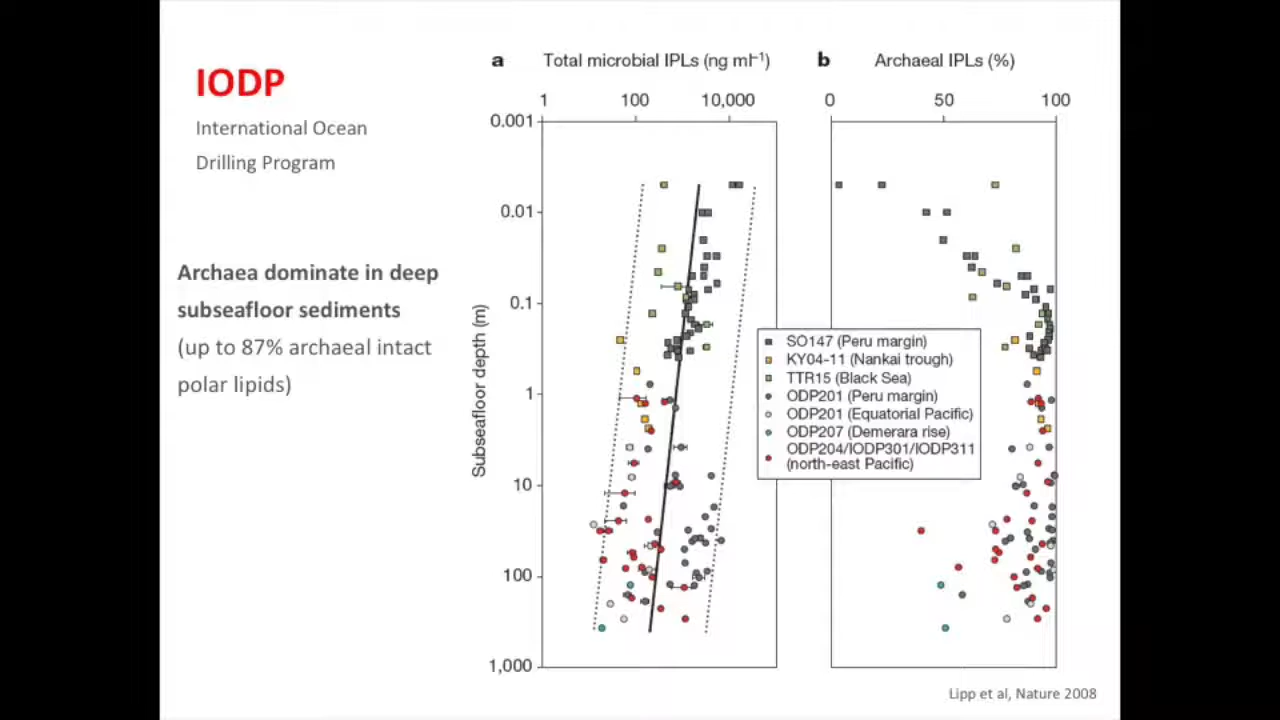 IODP
International Ocean
Drilling Program
Archaea dominate in deep
subseafloor sediments
(up to 87% archaeal intact
polar lipids)
a Total microbial IPLs (ng ml⁻¹)
1 100 10,000
0.001
0.01
0.1
1
10
100
1,000
Subseafloor depth (m)
b Archaeal IPLs (%)
0 50 100
SO147 (Peru margin)
KY04-11 (Nankai trough)
TTR15 (Black Sea)
ODP201 (Peru margin)
ODP201 (Equatorial Pacific)
ODP207 (Demerara rise)
ODP204/IODP301/IODP311
(north-east Pacific)
Lipp et al, Nature 2008